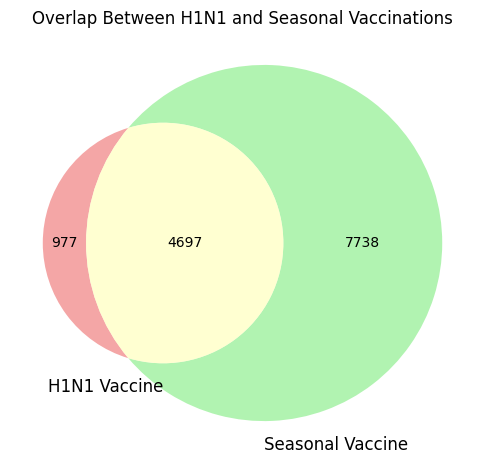 Overlap Between H1N1 and Seasonal Vaccinations
977
4697
7738
H1N1 Vaccine
Seasonal Vaccine